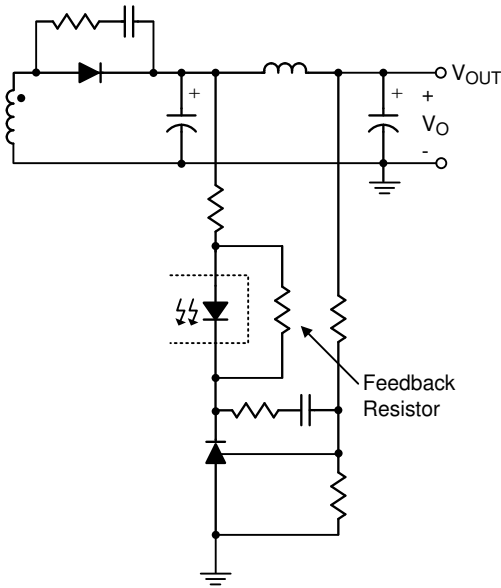 +
+
VOUT
+
VO
-
Feedback
Resistor